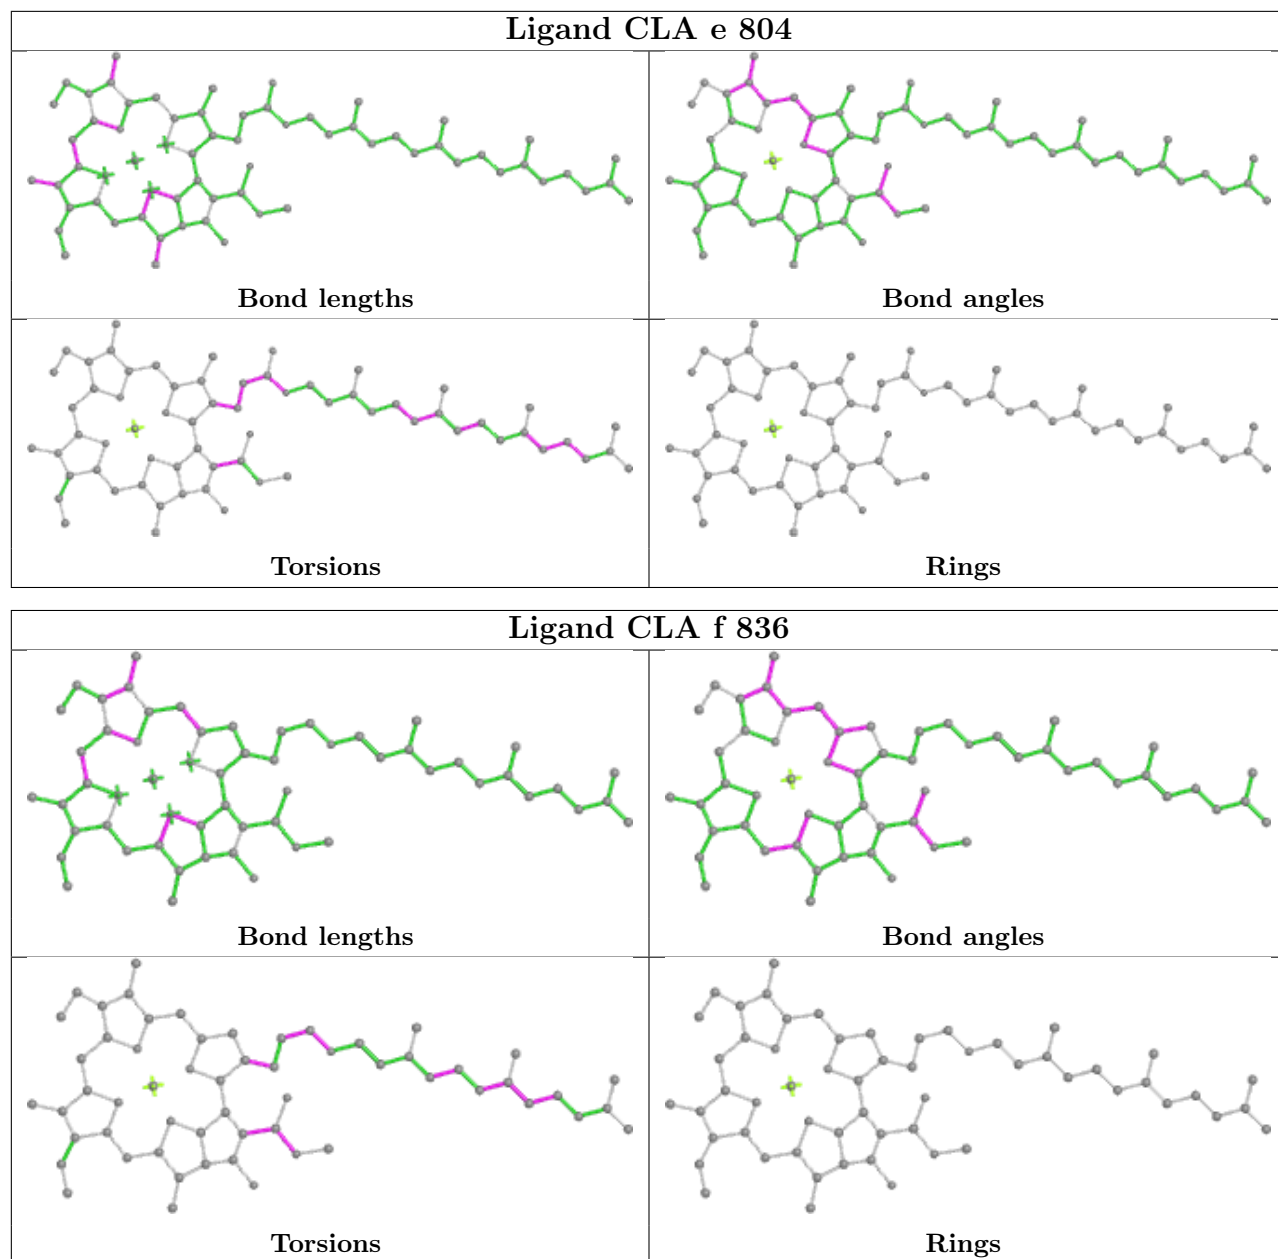 Ligand CLA e 804
Bond lengths
Bond angles
Torsions
Rings
Ligand CLA f 836
Bond lengths
Bond angles
Torsions
Rings